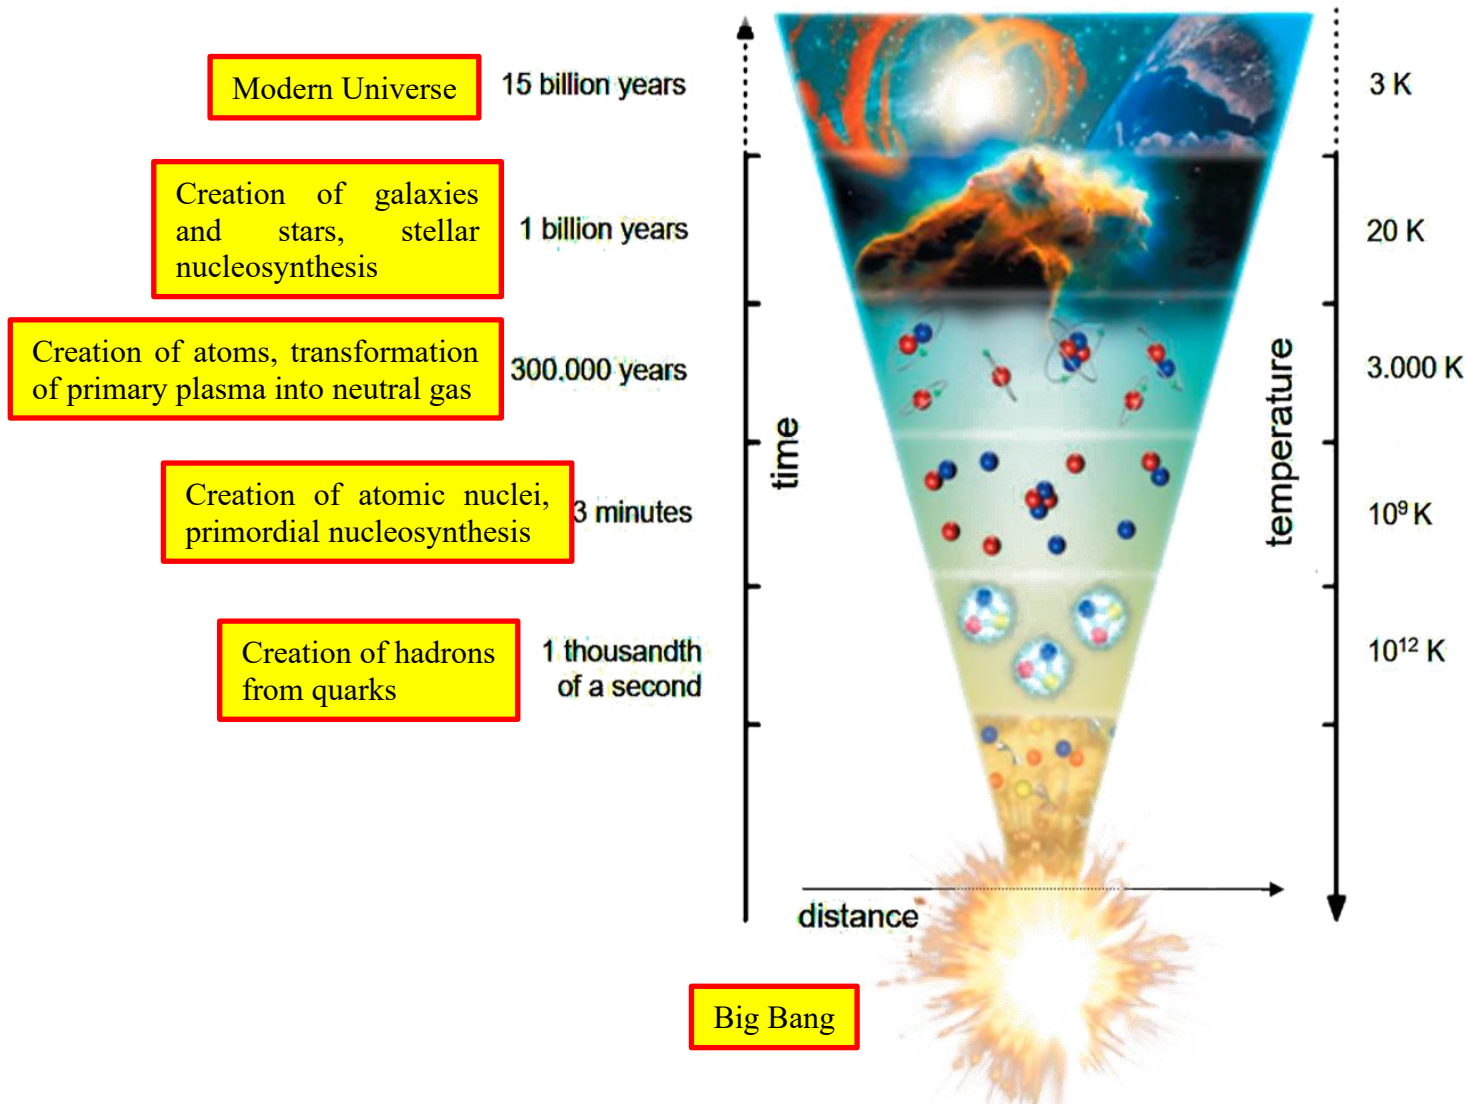 Modern Universe
15 billion years
3 K
Creation of galaxies
and stars, stellar
nucleosynthesis
1 billion years
20 K
Creation of atoms, transformation
of primary plasma into neutral gas
300.000 years
3.000 K
time
temperature
Creation of atomic nuclei,
primordial nucleosynthesis
3 minutes
10⁹ K
Creation of hadrons
from quarks
1 thousandth
of a second
10¹² K
distance
Big Bang